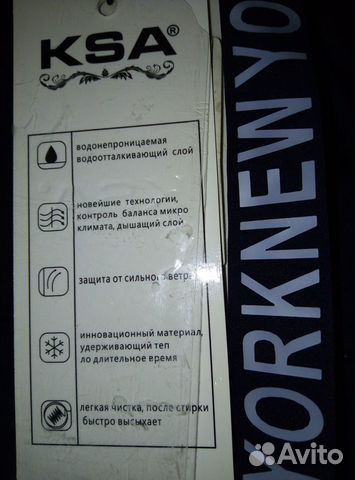 KSA®
водонепроницаемая
водоотталкивающий слой
новейшие технологии,
контроль баланса микро
климата, дышащий слой
защита от сильного ветра
инновационный материал,
удерживающий теп
ло длительное время
легкая чистка, после стирки
быстро высыхает
YORKNEWYO
Avito